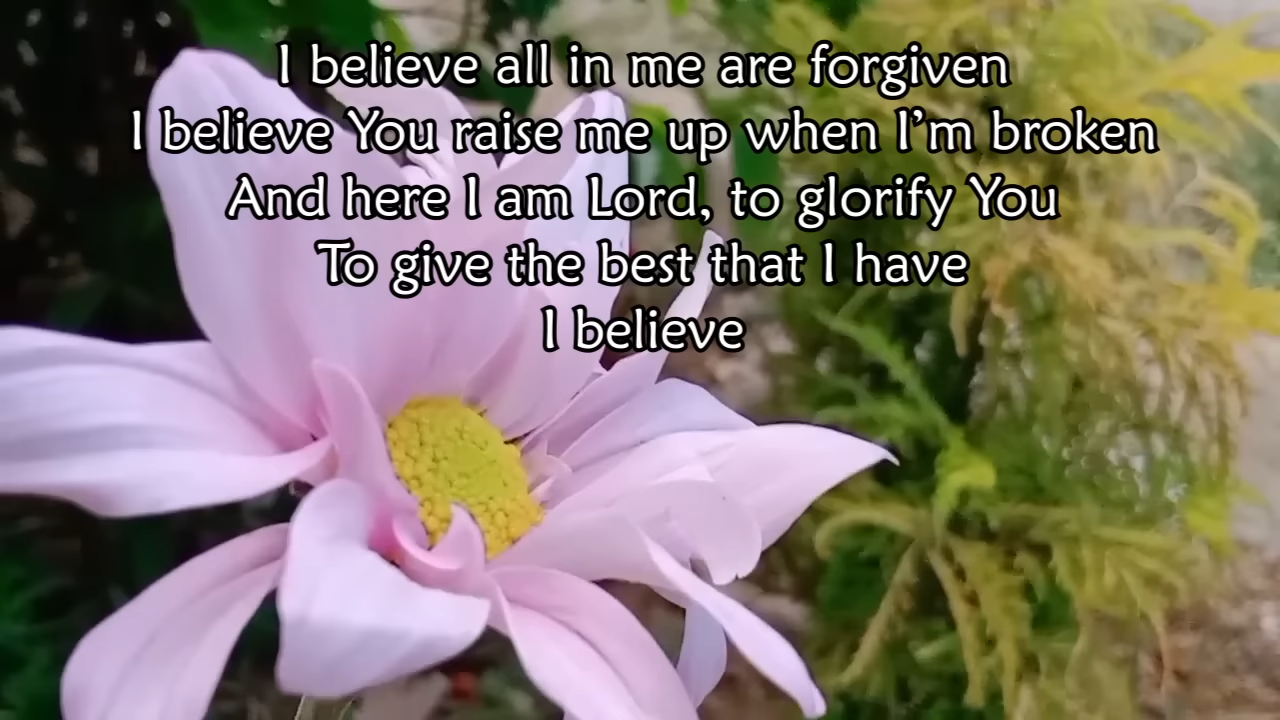 I believe all in me are forgiven
I believe You raise me up when I’m broken
And here I am Lord, to glorify You
To give the best that I have
I believe